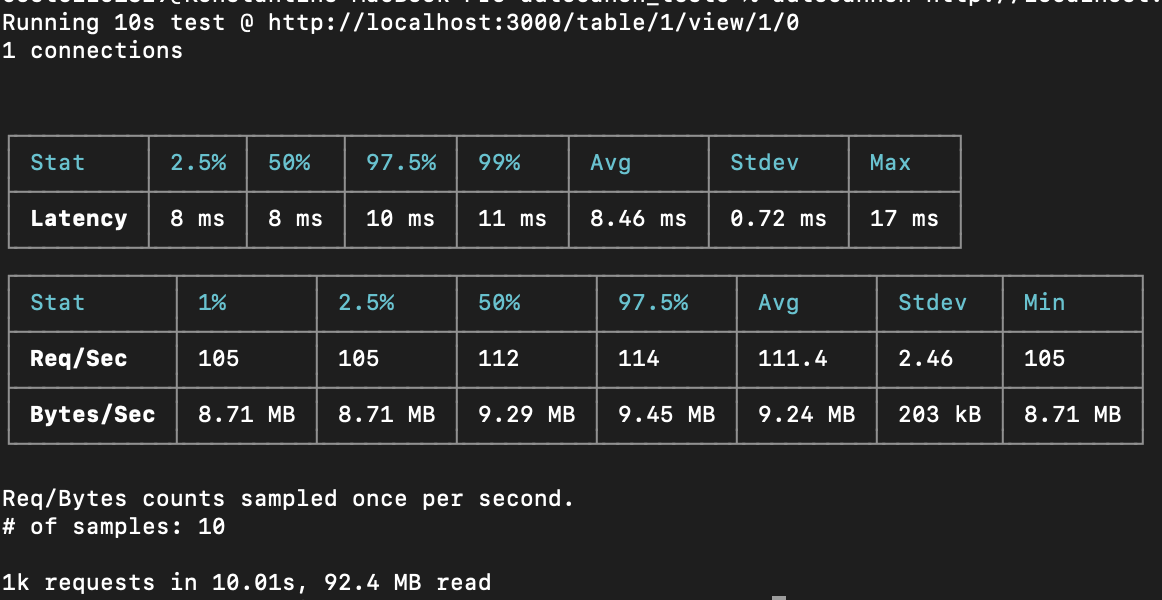 Running 10s test @ http://localhost:3000/table/1/view/1/0
1 connections
Stat 2.5% 50% 97.5% 99% Avg Stdev Max
Latency 8 ms 8 ms 10 ms 11 ms 8.46 ms 0.72 ms 17 ms
Stat 1% 2.5% 50% 97.5% Avg Stdev Min
Req/Sec 105 105 112 114 111.4 2.46 105
Bytes/Sec 8.71 MB 8.71 MB 9.29 MB 9.45 MB 9.24 MB 203 kB 8.71 MB
Req/Bytes counts sampled once per second.
# of samples: 10
1k requests in 10.01s, 92.4 MB read